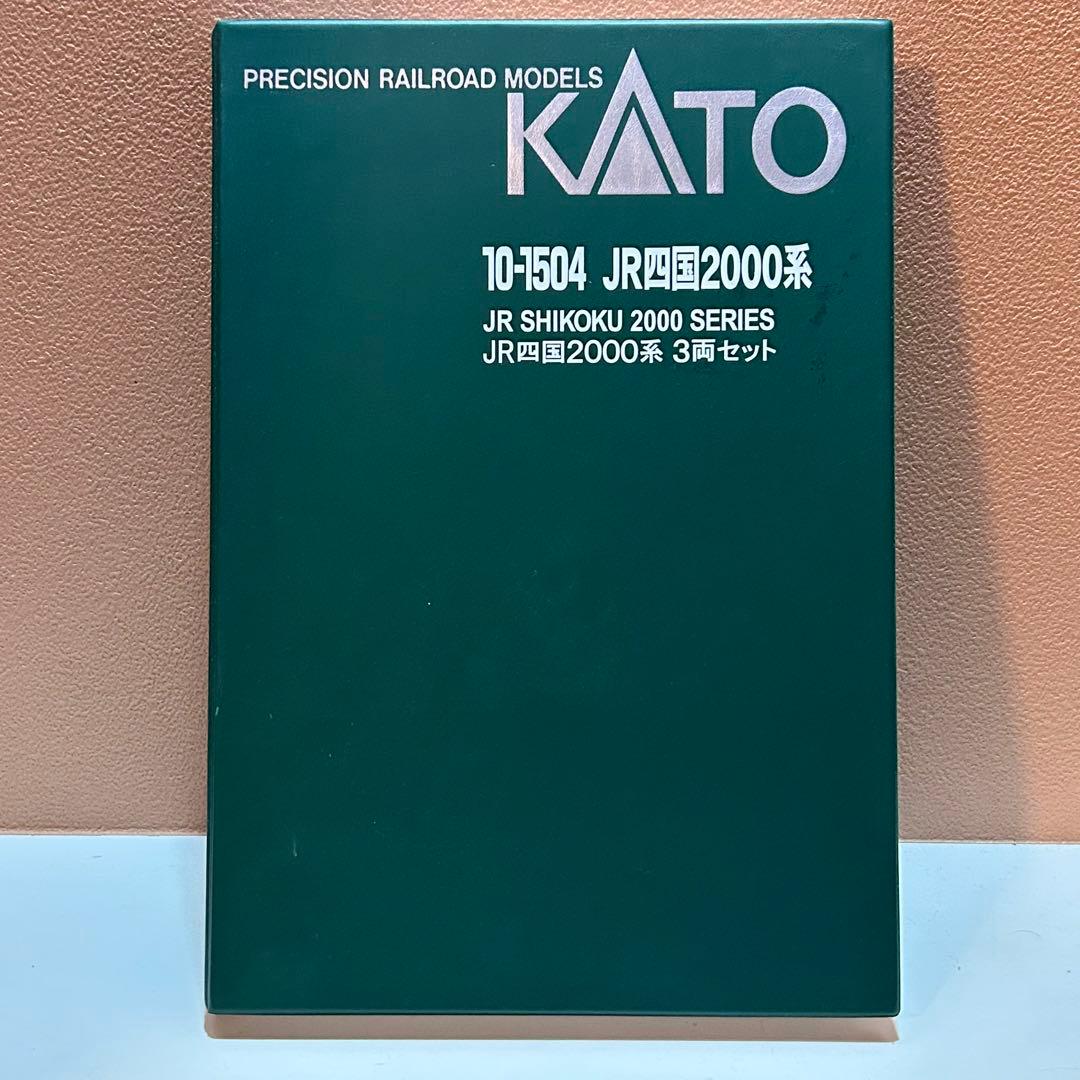 PRECISION RAILROAD MODELS
KATO
10-1504 JR四国2000系
JR SHIKOKU 2000 SERIES
JR四国2000系 3両セット